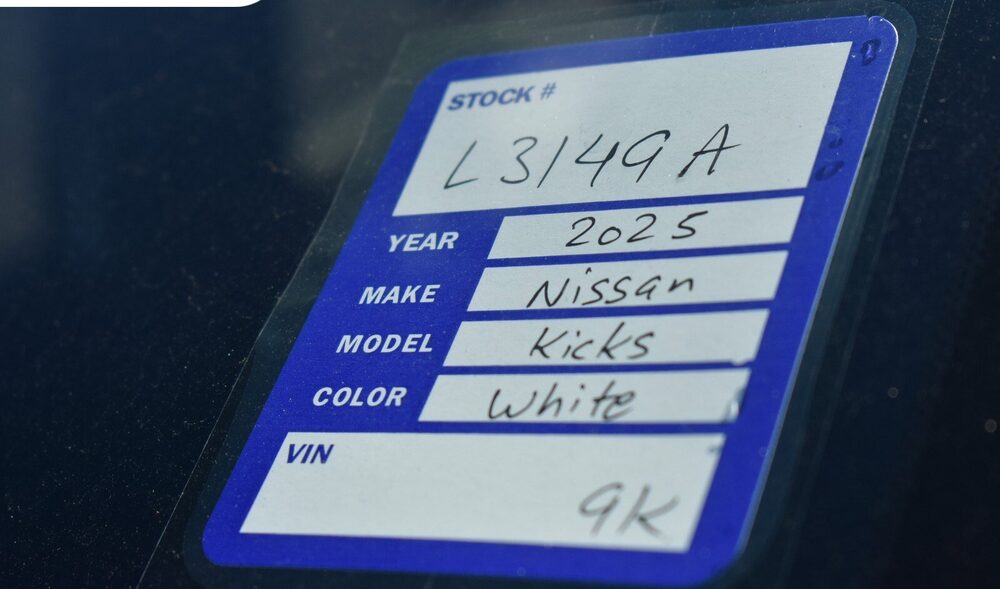 STOCK #
L3149A
YEAR 2025
MAKE Nissan
MODEL Kicks
COLOR White
VIN
9K